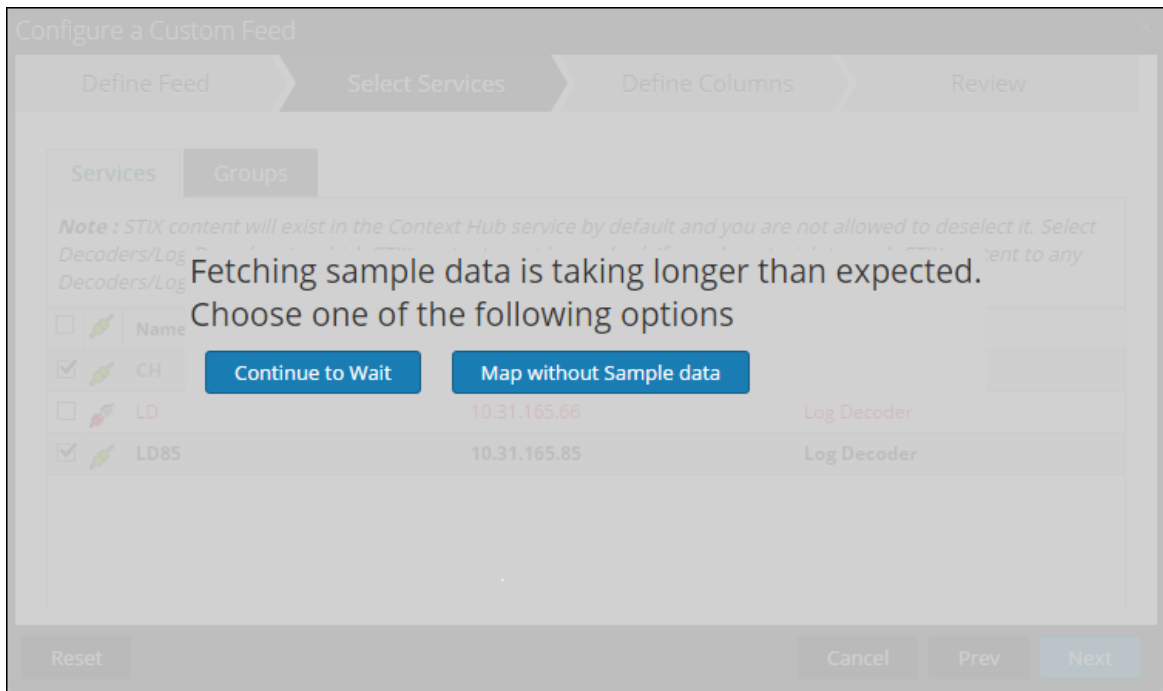 Configure a Custom Feed
Define Feed Select Services Define Columns Review
Services Groups
Note : STIX content will exist in the Context Hub service by default and you are not allowed to deselect it. Select
Decoders/Log tent to any
Decoders/Log
Fetching sample data is taking longer than expected.
Choose one of the following options
Name
CH
Continue to Wait Map without Sample data
LD 10.31.165.66 Log Decoder
LD85 10.31.165.85 Log Decoder
Reset Cancel Prev Next